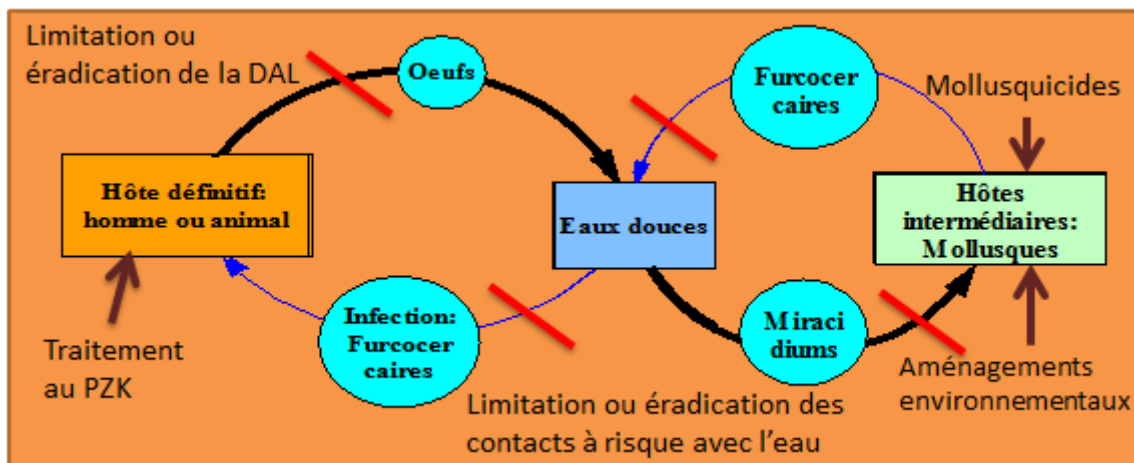 Limitation ou
éradication de la DAL
Oeufs
Furcocer
caires
Mollusquicides
Hôte définitif:
homme ou animal
Eaux douces
Hôtes
intermédiaires:
Mollusques
Infection:
Furcocer
caires
Miraci
diums
Traitement
au PZK
Limitation ou éradication des
contacts à risque avec l'eau
Aménagements
environnementaux